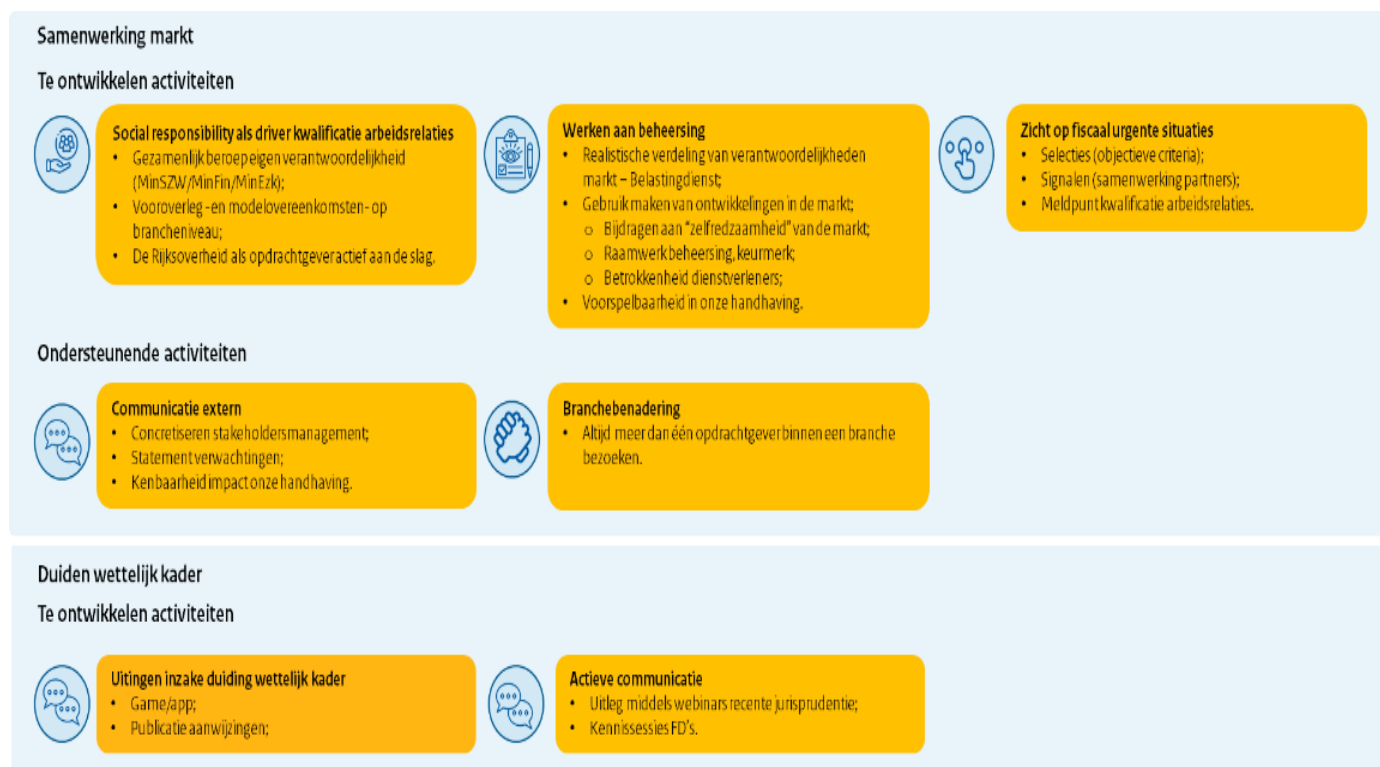 Samenwerking markt
Te ontwikkelen activiteiten
Social responsibility als driver kwalificatie arbeidsrelaties
• Gezamenlijk beroep eigen verantwoordelijkheid
(MinSZW/MinFin/MinEzk);
• Vooroverleg -en modelovereenkomsten- op
brancheniveau;
• De Rijksoverheid als opdrachtgever actief aan de slag.
Werken aan beheersing
• Realistische verdeling van verantwoordelijkheden
markt – Belastingdienst;
• Gebruik maken van ontwikkelingen in de markt;
o Bijdragen aan “zelfredzaamheid” van de markt;
o Raamwerk beheersing, keurmerk;
o Betrokkenheid dienstverleners;
• Voorspelbaarheid in onze handhaving.
Zicht op fiscaal urgente situaties
• Selecties (objectieve criteria);
• Signalen (samenwerking partners);
• Meldpunt kwalificatie arbeidsrelaties.
Ondersteunende activiteiten
Communicatie extern
• Concretiseren stakeholdersmanagement;
• Statement verwachtingen;
• Kenbaarheid impact onze handhaving.
Branchebenadering
• Altijd meer dan één opdrachtgever binnen een branche
bezoeken.
Duiden wettelijk kader
Te ontwikkelen activiteiten
Uitingen inzake duiding wettelijk kader
• Game/app;
• Publicatie aanwijzingen;
Actieve communicatie
• Uitleg middels webinars recente jurisprudentie;
• Kennissessies FD’s.